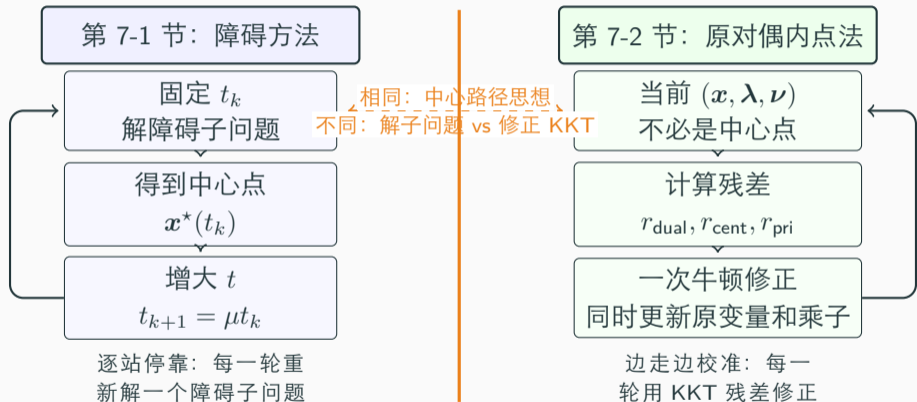 第 7-1 节：障碍方法
固定 t_k
解障碍子问题
得到中心点
x*(t_k)
增大 t
t_{k+1} = μt_k
逐站停靠：每一轮重
新解一个障碍子问题
相同：中心路径思想
不同：解子问题 vs 修正 KKT
第 7-2 节：原对偶内点法
当前 (x, λ, ν)
不必是中心点
计算残差
r_dual, r_cent, r_pri
一次牛顿修正
同时更新原变量和乘子
边走边校准：每一
轮用 KKT 残差修正